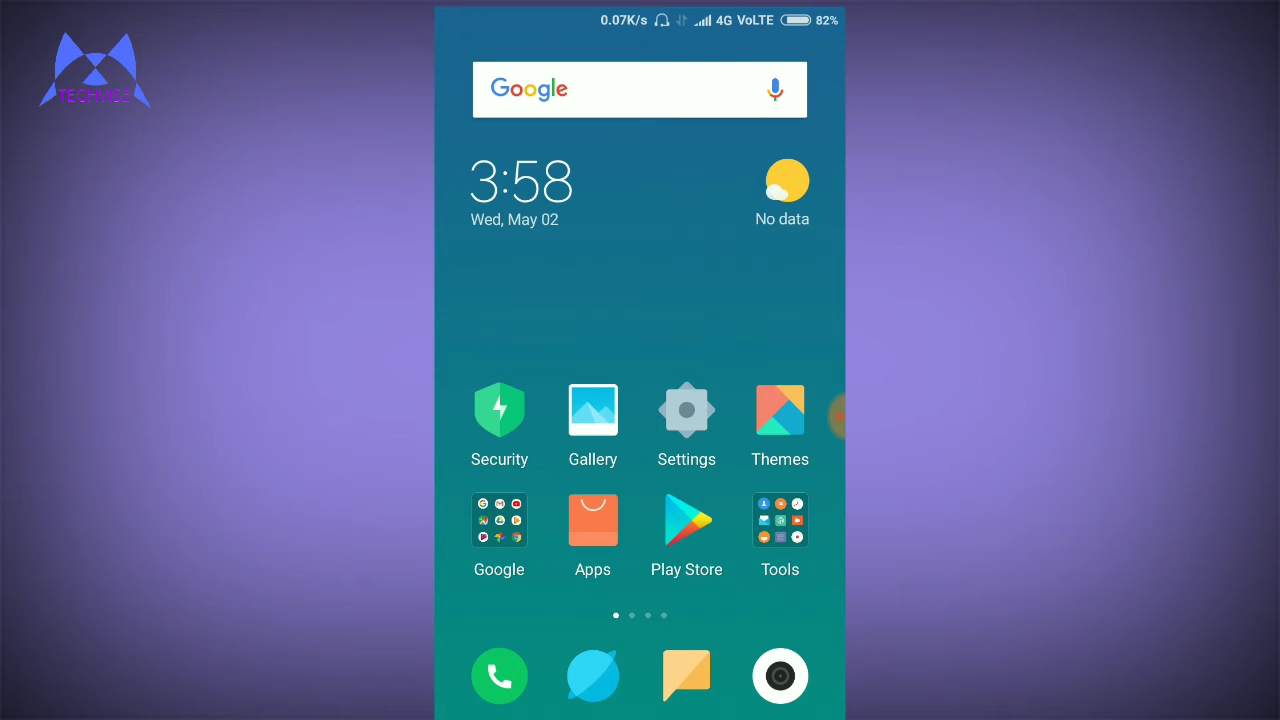 TECHVIBE
0.07K/s 4G VoLTE 82%
Google
3:58
Wed, May 02
No data
Security Gallery Settings Themes
Google Apps Play Store Tools